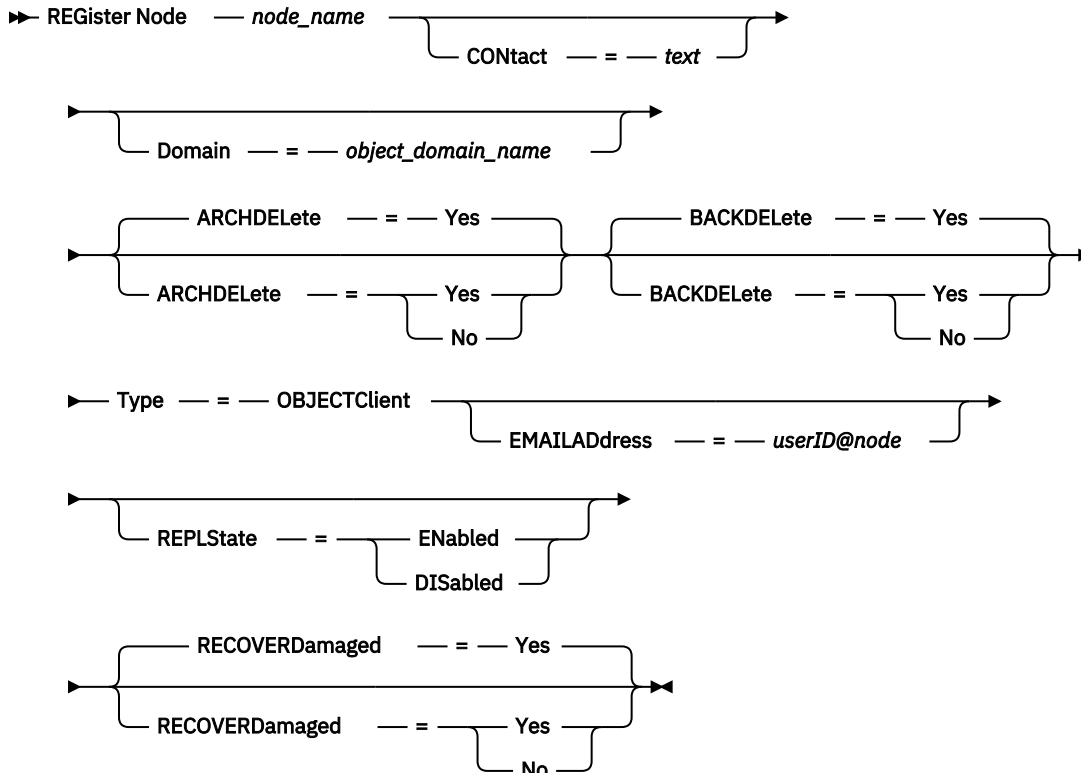 REGister Node — node_name
CONtact — = — text
Domain — = — object_domain_name
ARCHDELete — = — Yes BACKDELete — = — Yes
ARCHDELete — = Yes BACKDELete — = Yes
No No
Type — = — OBJECTClient
EMAILADdress — = — userID@node
REPLState — = ENabled
DISabled
RECOVERDamaged — = — Yes
RECOVERDamaged — = Yes
No